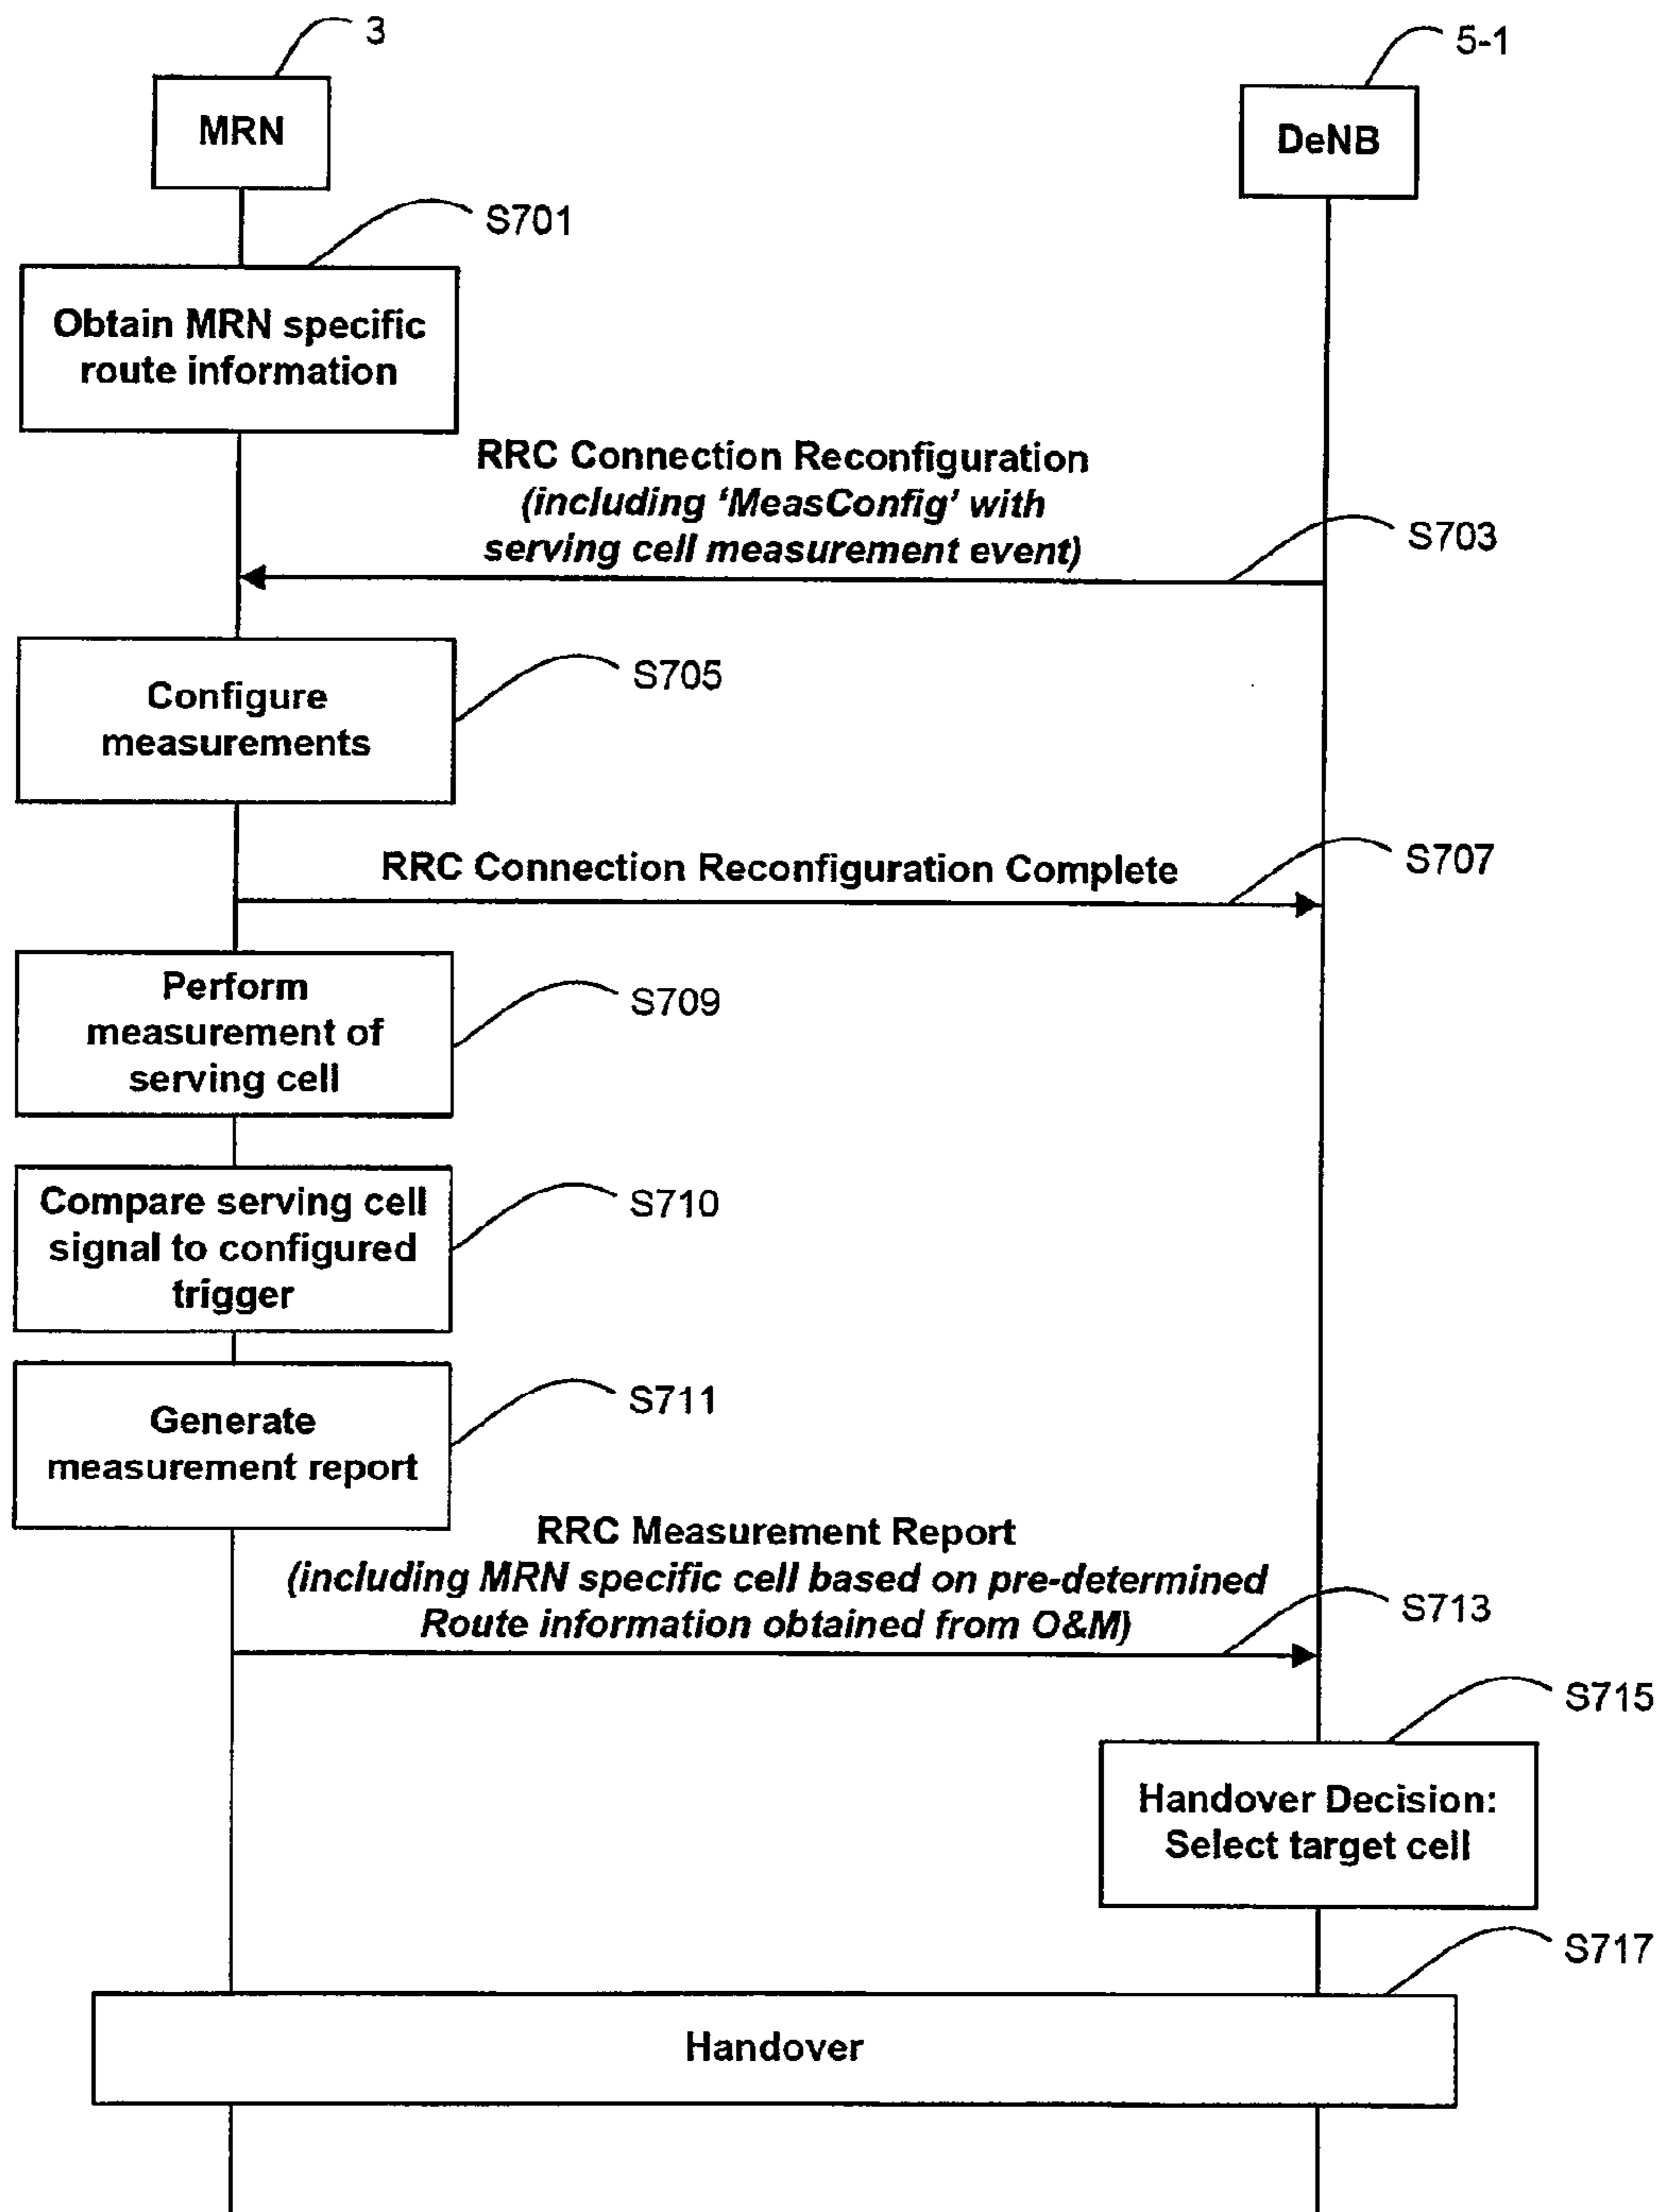 3
5-1
MRN
DeNB
S701
Obtain MRN specific
route information
RRC Connection Reconfiguration
(including ‘MeasConfig’ with
serving cell measurement event)
S703
Configure
measurements
S705
RRC Connection Reconfiguration Complete
S707
Perform
measurement of
serving cell
S709
Compare serving cell
signal to configured
trigger
S710
Generate
measurement report
S711
RRC Measurement Report
(including MRN specific cell based on pre-determined
Route information obtained from O&M)
S713
S715
Handover Decision:
Select target cell
S717
Handover